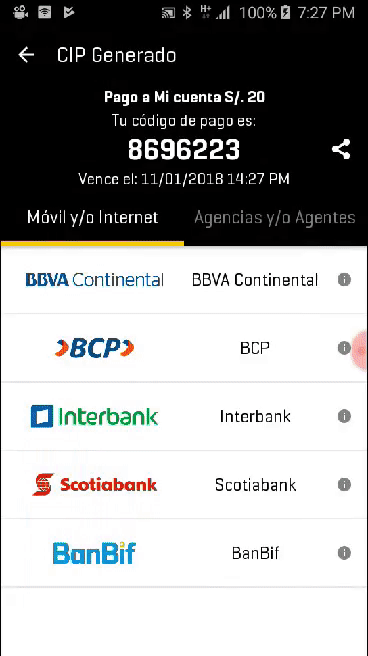 H+ 100% 7:27 PM
CIP Generado
Pago a Mi cuenta S/. 20
Tu código de pago es:
8696223
Vence el: 11/01/2018 14:27 PM
Móvil y/o Internet Agencias y/o Agentes
BBVA Continental BBVA Continental
BCP BCP
Interbank Interbank
Scotiabank Scotiabank
BanBif BanBif